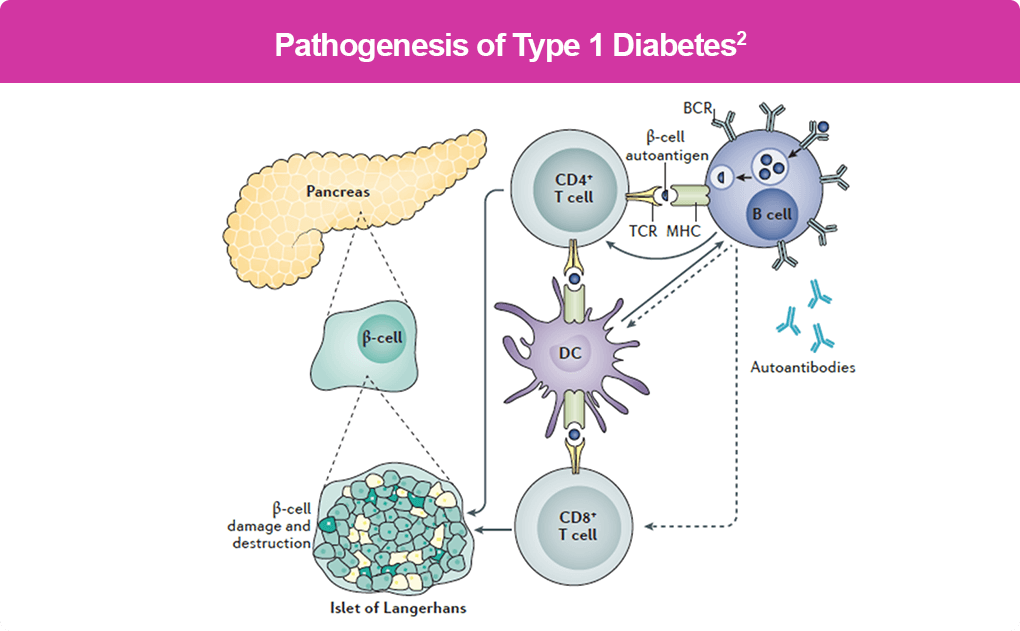 Pathogenesis of Type 1 Diabetes²
BCR
β-cell
autoantigen
CD4⁺
T cell
Pancreas
B cell
TCR MHC
β-cell
DC
Autoantibodies
β-cell
damage and
destruction
CD8⁺
T cell
Islet of Langerhans